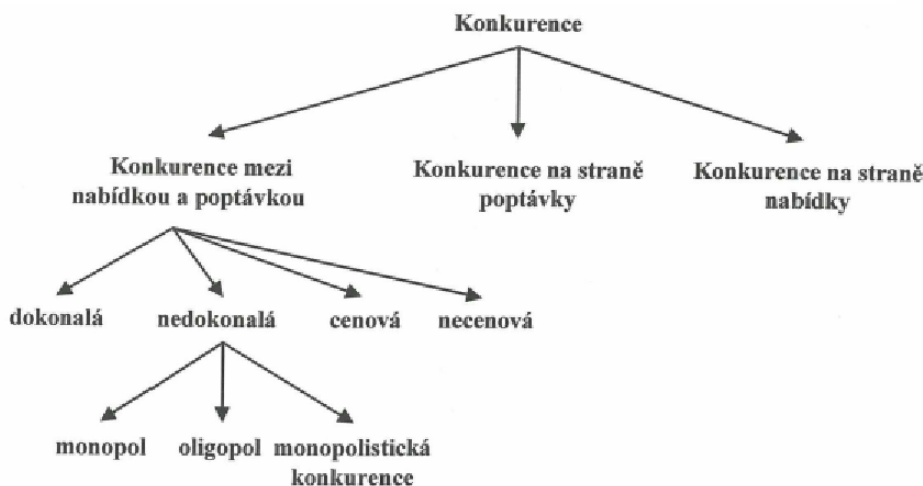 Konkurence
Konkurence mezi
nabídkou a poptávkou
Konkurence na straně
poptávky
Konkurence na straně
nabídky
dokonalá
nedokonalá
cenová
necenová
monopol
oligopol
monopolistická
konkurence